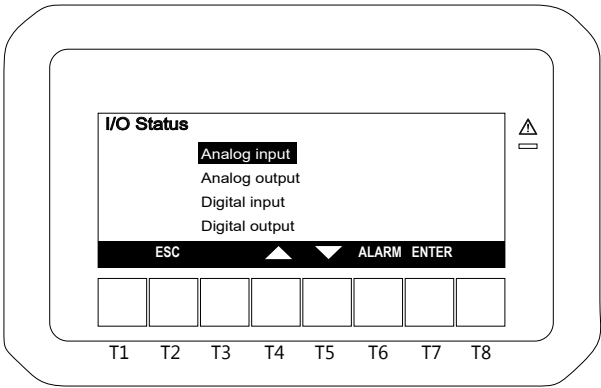 I/O Status
Analog input
Analog output
Digital input
Digital output
ESC ALARM ENTER
T1 T2 T3 T4 T5 T6 T7 T8